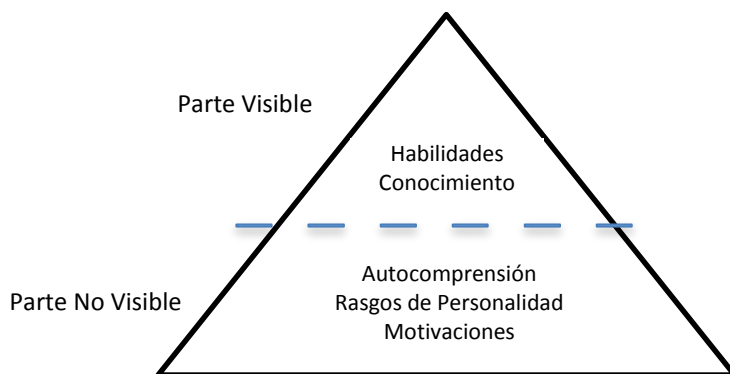 Parte Visible
Habilidades
Conocimiento
Autocomprensión
Parte No Visible
Rasgos de Personalidad
Motivaciones